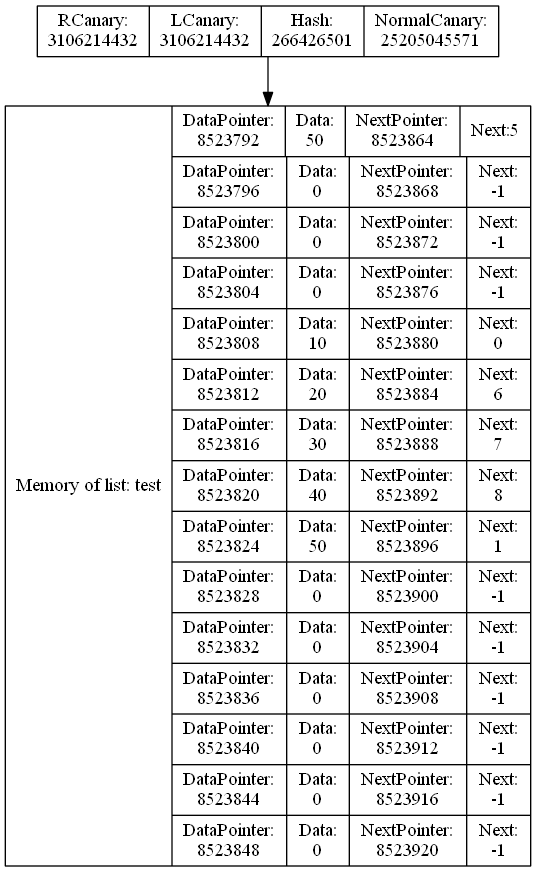 RCanary:
3106214432
LCanary:
3106214432
Hash:
266426501
NormalCanary:
25205045571
Memory of list: test
DataPointer:
8523792
Data:
50
NextPointer:
8523864
Next:5
DataPointer:
8523796
Data:
0
NextPointer:
8523868
Next:
-1
DataPointer:
8523800
Data:
0
NextPointer:
8523872
Next:
-1
DataPointer:
8523804
Data:
0
NextPointer:
8523876
Next:
-1
DataPointer:
8523808
Data:
10
NextPointer:
8523880
Next:
0
DataPointer:
8523812
Data:
20
NextPointer:
8523884
Next:
6
DataPointer:
8523816
Data:
30
NextPointer:
8523888
Next:
7
DataPointer:
8523820
Data:
40
NextPointer:
8523892
Next:
8
DataPointer:
8523824
Data:
50
NextPointer:
8523896
Next:
1
DataPointer:
8523828
Data:
0
NextPointer:
8523900
Next:
-1
DataPointer:
8523832
Data:
0
NextPointer:
8523904
Next:
-1
DataPointer:
8523836
Data:
0
NextPointer:
8523908
Next:
-1
DataPointer:
8523840
Data:
0
NextPointer:
8523912
Next:
-1
DataPointer:
8523844
Data:
0
NextPointer:
8523916
Next:
-1
DataPointer:
8523848
Data:
0
NextPointer:
8523920
Next:
-1